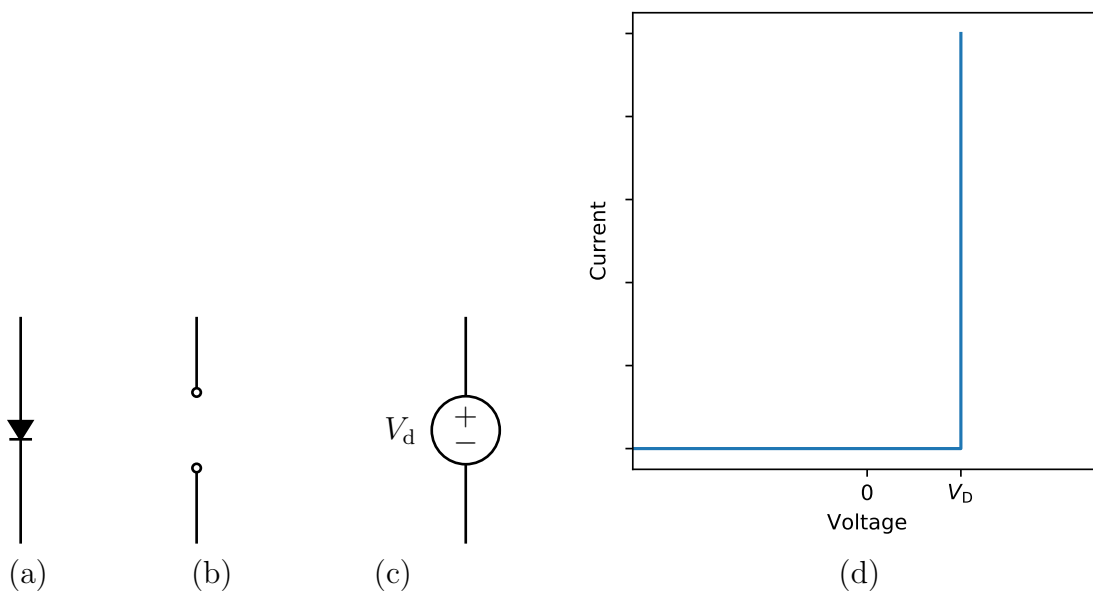 Current
V_d
+
−
0
V_D
Voltage
(a)
(b)
(c)
(d)